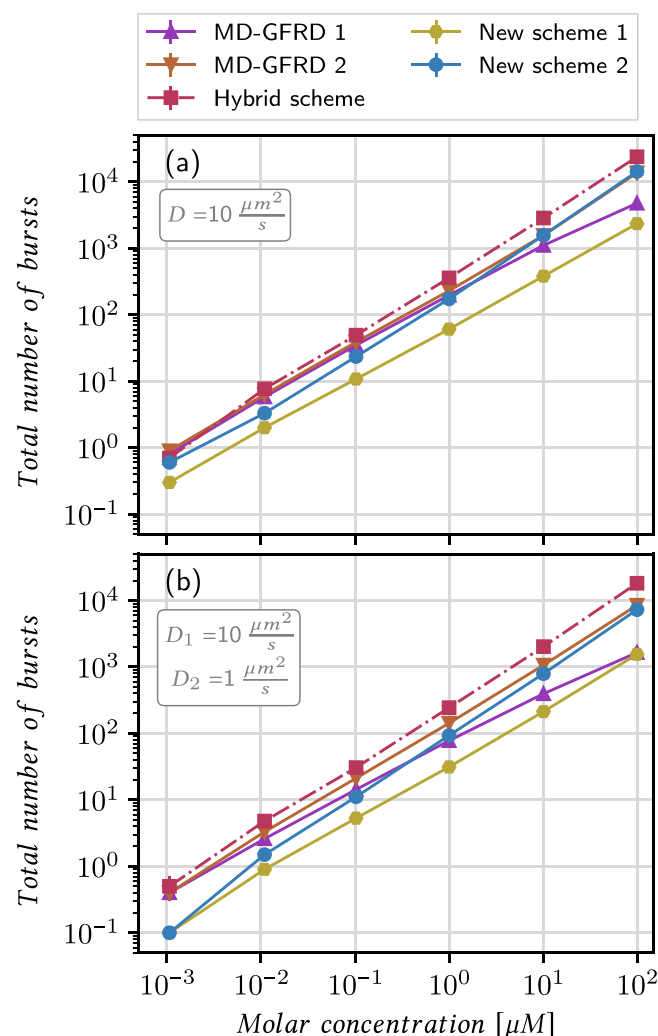 MD-GFRD 1
New scheme 1
MD-GFRD 2
New scheme 2
Hybrid scheme
(a)
D =10 μm²/s
Total number of bursts
10⁴
10³
10²
10¹
10⁰
10⁻¹
(b)
D₁ =10 μm²/s
D₂ =1 μm²/s
Total number of bursts
10⁴
10³
10²
10¹
10⁰
10⁻¹
10⁻³ 10⁻² 10⁻¹ 10⁰ 10¹ 10²
Molar concentration [μM]